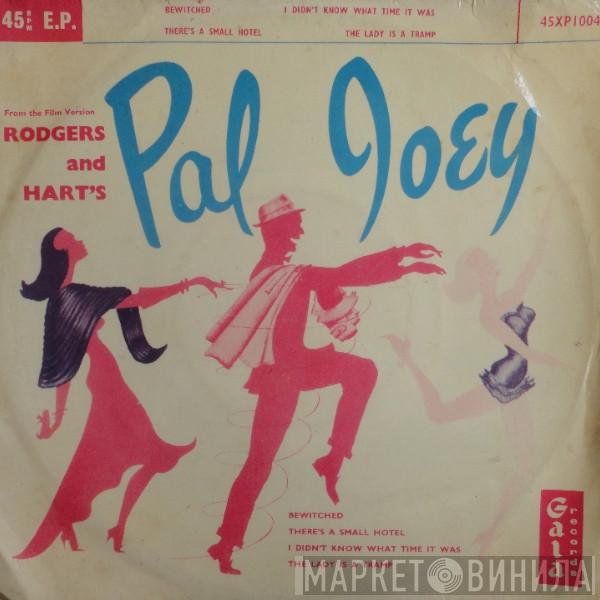 45 RPM E.P.
BEWITCHED
I DIDN'T KNOW WHAT TIME IT WAS
THERE'S A SMALL HOTEL
THE LADY IS A TRAMP
45XP1004
From the Film Version
RODGERS
and
HART'S
Pal Joey
BEWITCHED
THERE'S A SMALL HOTEL
I DIDN'T KNOW WHAT TIME IT WAS
THE LADY IS A TRAMP
Gala
records
МАРКЕТ ВИНИЛА